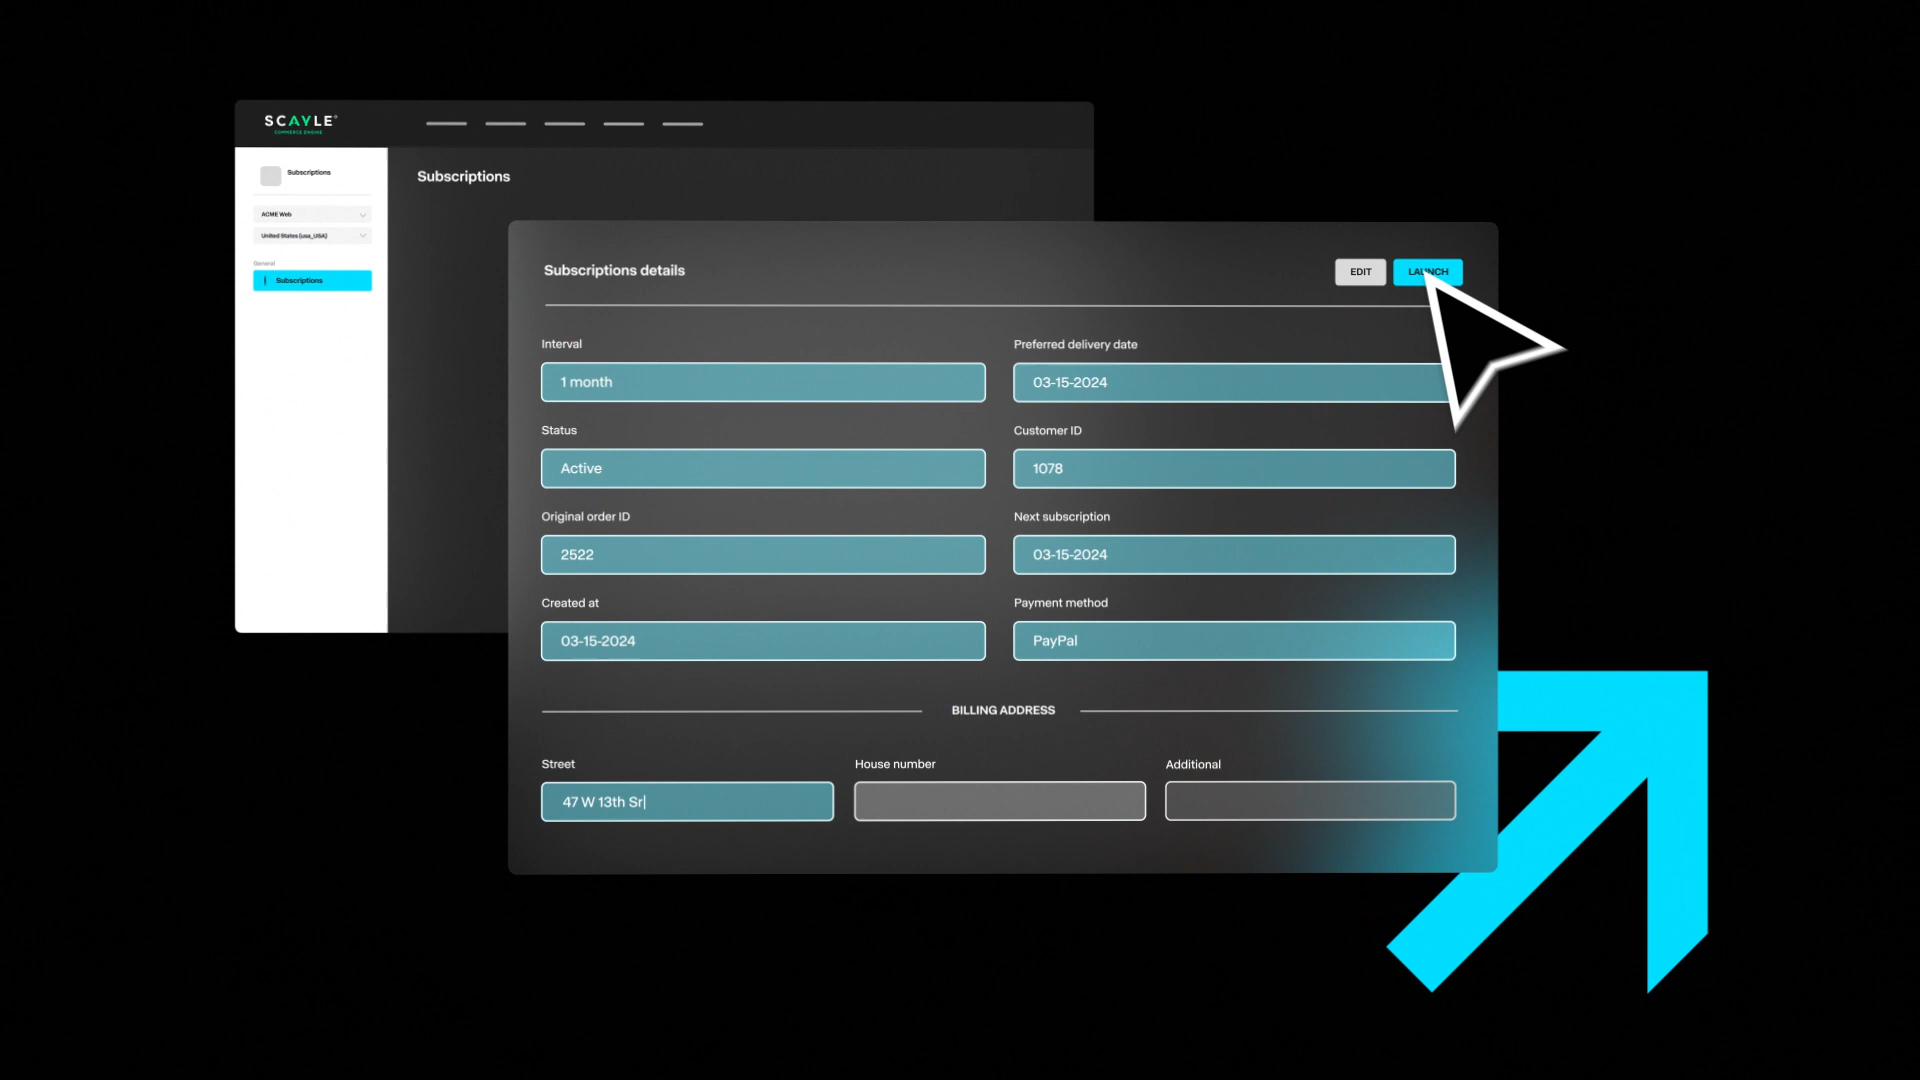 SCAYLE®
COMMERCE ENGINE
Subscriptions
ACME Web
United States (usa_USA)
General
Subscriptions
Subscriptions
Subscriptions details
EDIT
LAUNCH
Interval
1 month
Preferred delivery date
03-15-2024
Status
Active
Customer ID
1078
Original order ID
2522
Next subscription
03-15-2024
Created at
03-15-2024
Payment method
PayPal
BILLING ADDRESS
Street
47 W 13th Sr|
House number
Additional